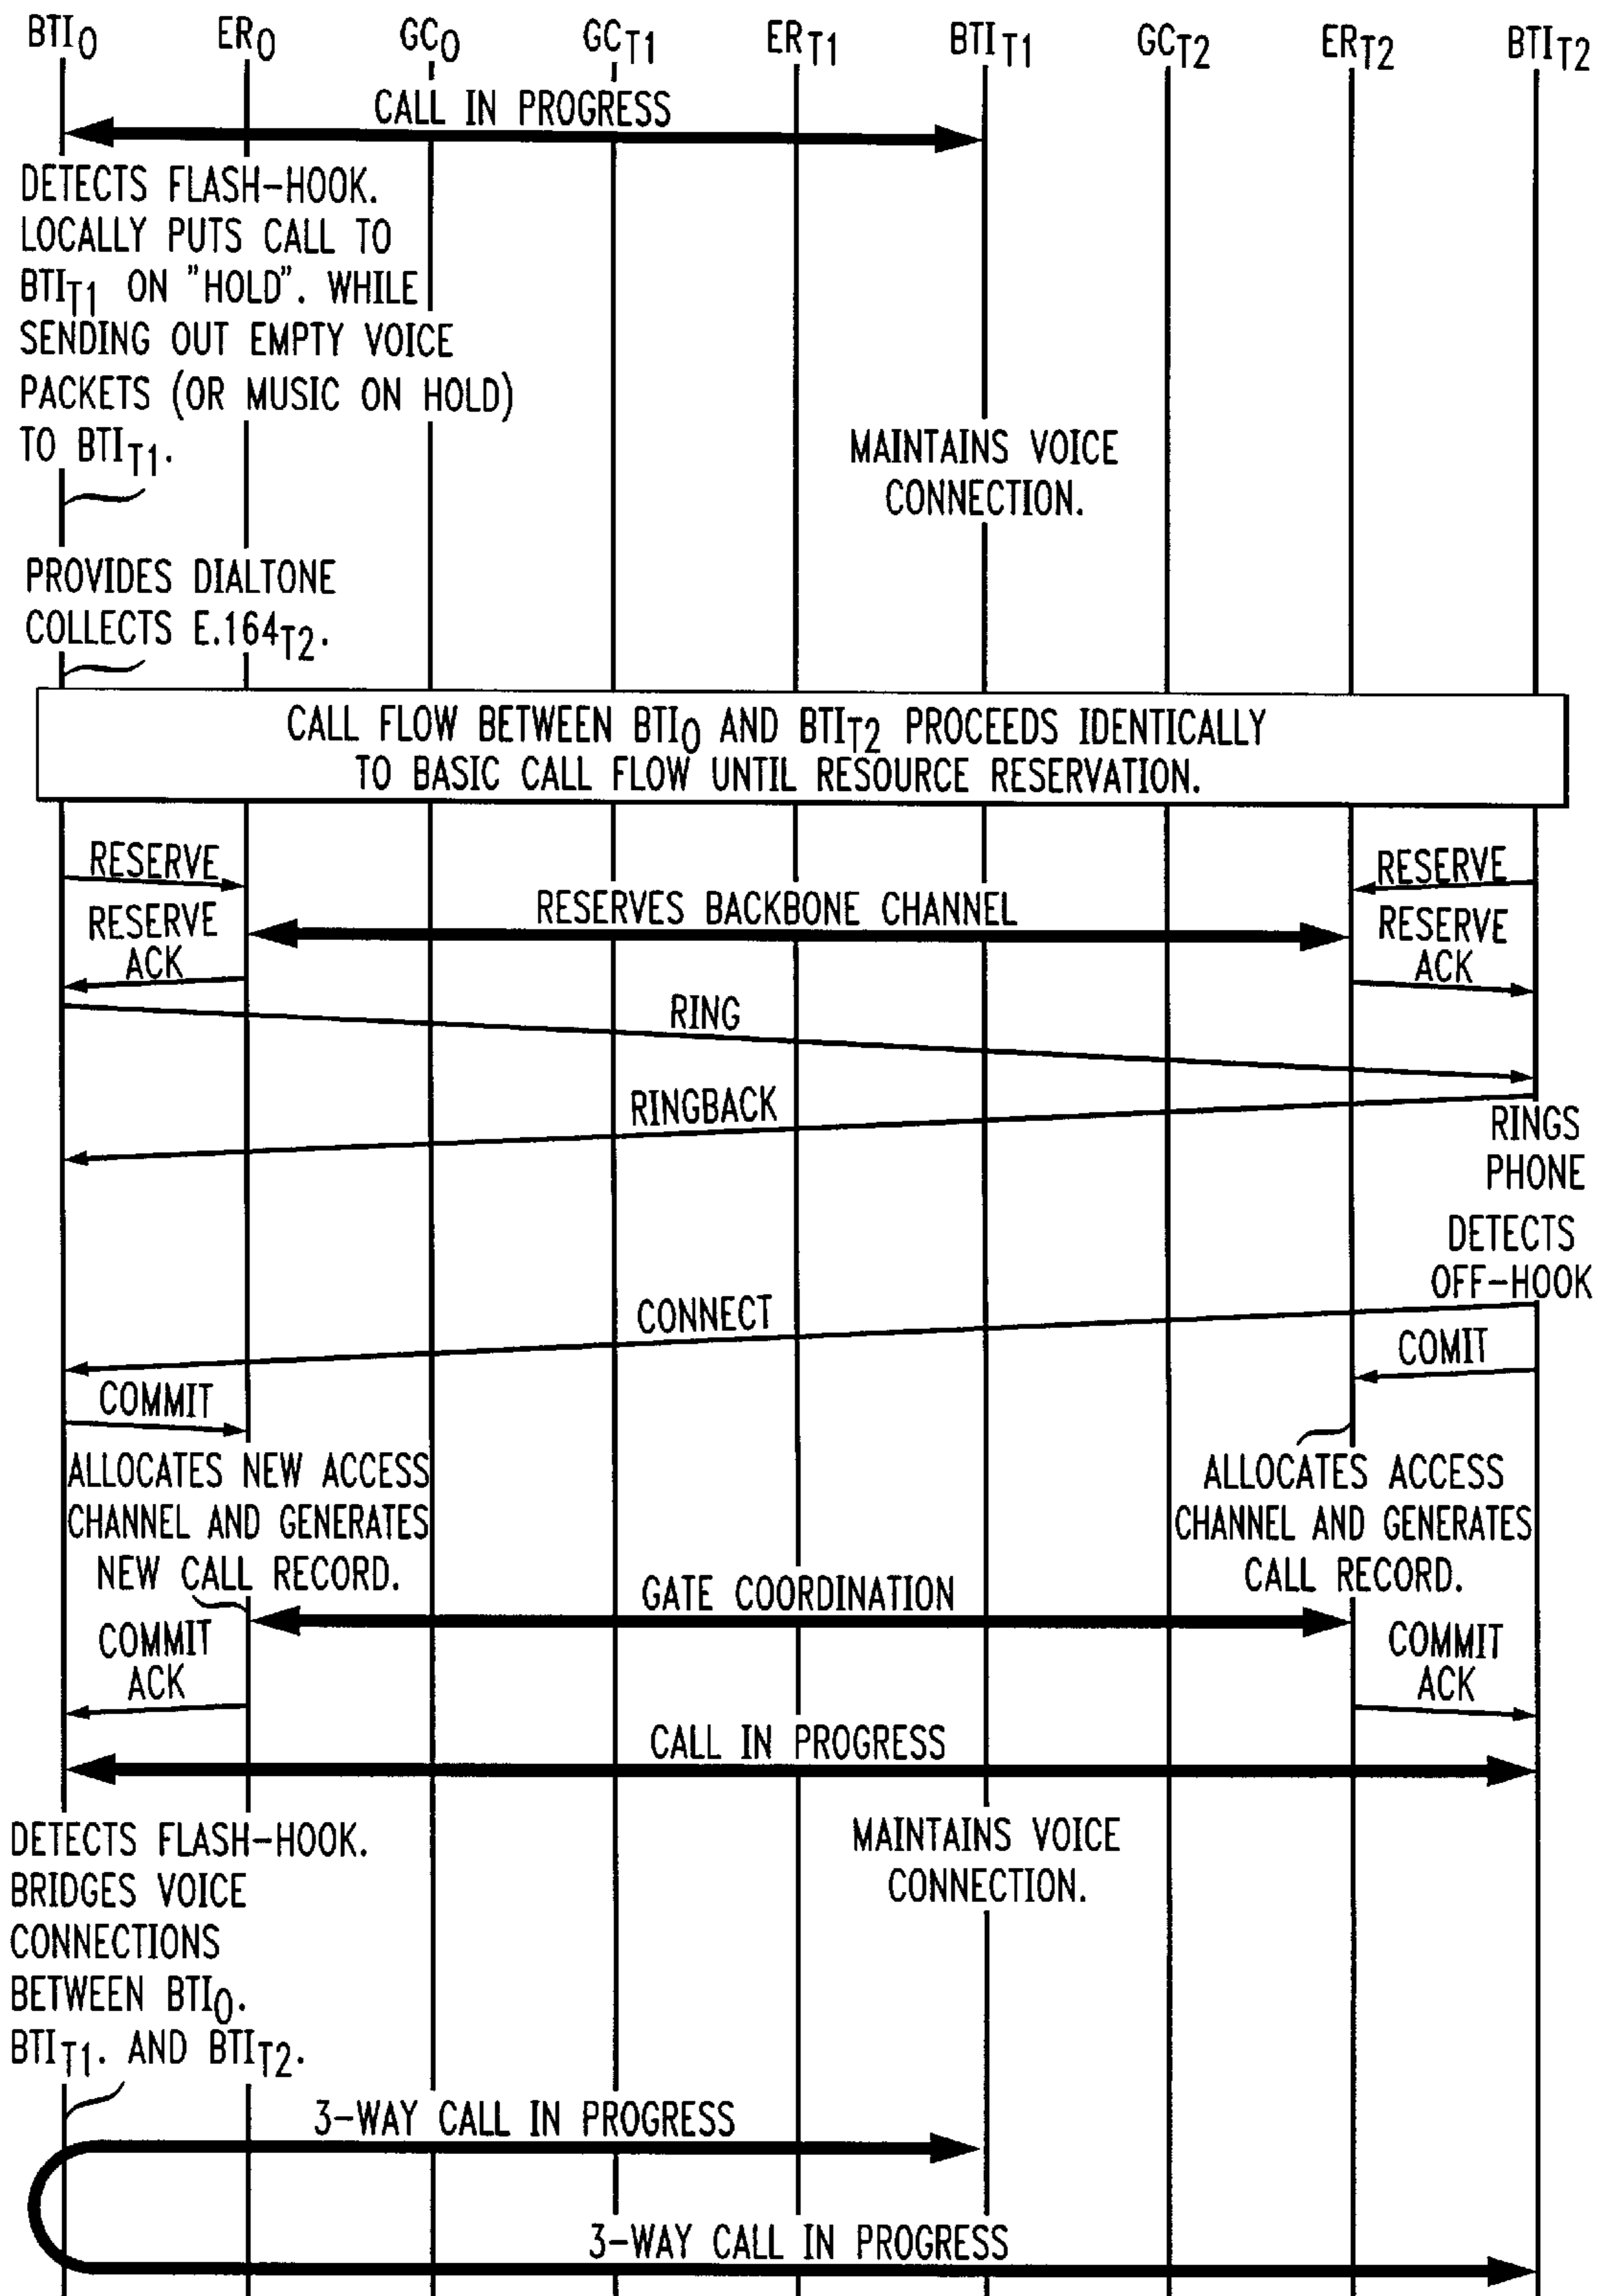 BTI0 ER0 GC0 GCT1 ERT1 BTIT1 GCT2 ERT2 BTIT2
CALL IN PROGRESS
DETECTS FLASH-HOOK.
LOCALLY PUTS CALL TO
BTIT1 ON "HOLD". WHILE
SENDING OUT EMPTY VOICE
PACKETS (OR MUSIC ON HOLD)
TO BTIT1.
MAINTAINS VOICE
CONNECTION.
PROVIDES DIALTONE
COLLECTS E.164T2.
CALL FLOW BETWEEN BTI0 AND BTIT2 PROCEEDS IDENTICALLY
TO BASIC CALL FLOW UNTIL RESOURCE RESERVATION.
RESERVE
RESERVE
RESERVES BACKBONE CHANNEL
RESERVE
ACK
RESERVE
ACK
RING
RINGBACK
RINGS
PHONE
DETECTS
OFF-HOOK
CONNECT
COMIT
COMMIT
ALLOCATES NEW ACCESS
CHANNEL AND GENERATES
NEW CALL RECORD.
ALLOCATES ACCESS
CHANNEL AND GENERATES
CALL RECORD.
GATE COORDINATION
COMMIT
ACK
COMMIT
ACK
CALL IN PROGRESS
DETECTS FLASH-HOOK.
BRIDGES VOICE
CONNECTIONS
BETWEEN BTI0.
BTIT1. AND BTIT2.
MAINTAINS VOICE
CONNECTION.
3-WAY CALL IN PROGRESS
3-WAY CALL IN PROGRESS